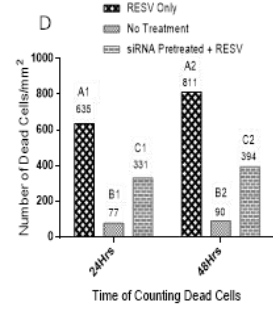 D
RESV Only
No Treatment
siRNA Pretreated + RESV
Number of Dead Cells/mm²
1000
800
600
400
200
0
A1
635
B1
77
C1
331
A2
811
B2
90
C2
394
24Hrs
48Hrs
Time of Counting Dead Cells